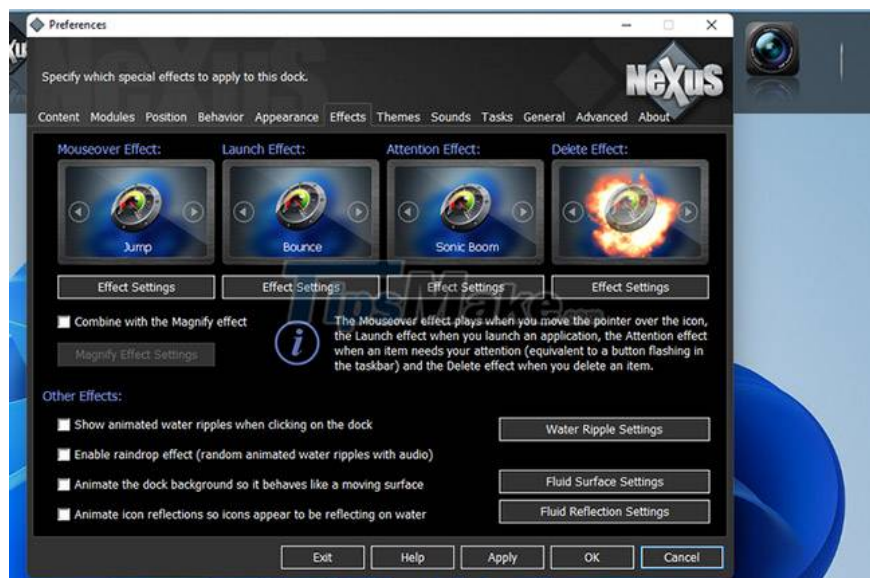 Preferences
Specify which special effects to apply to this dock.
NeXuS
Content Modules Position Behavior Appearance Effects Themes Sounds Tasks General Advanced About
Mouseover Effect: Launch Effect: Attention Effect: Delete Effect:
Jump Bounce Sonic Boom
Effect Settings Effect Settings Effect Settings Effect Settings
TipsMake.com
Combine with the Magnify effect
Magnify Effect Settings
The Mouseover effect plays when you move the pointer over the icon,
the Launch effect when you launch an application, the Attention effect
when an item needs your attention (equivalent to a button flashing in
the taskbar) and the Delete effect when you delete an item.
Other Effects:
Show animated water ripples when clicking on the dock
Water Ripple Settings
Enable raindrop effect (random animated water ripples with audio)
Animate the dock background so it behaves like a moving surface
Fluid Surface Settings
Animate icon reflections so icons appear to be reflecting on water
Fluid Reflection Settings
Exit Help Apply OK Cancel